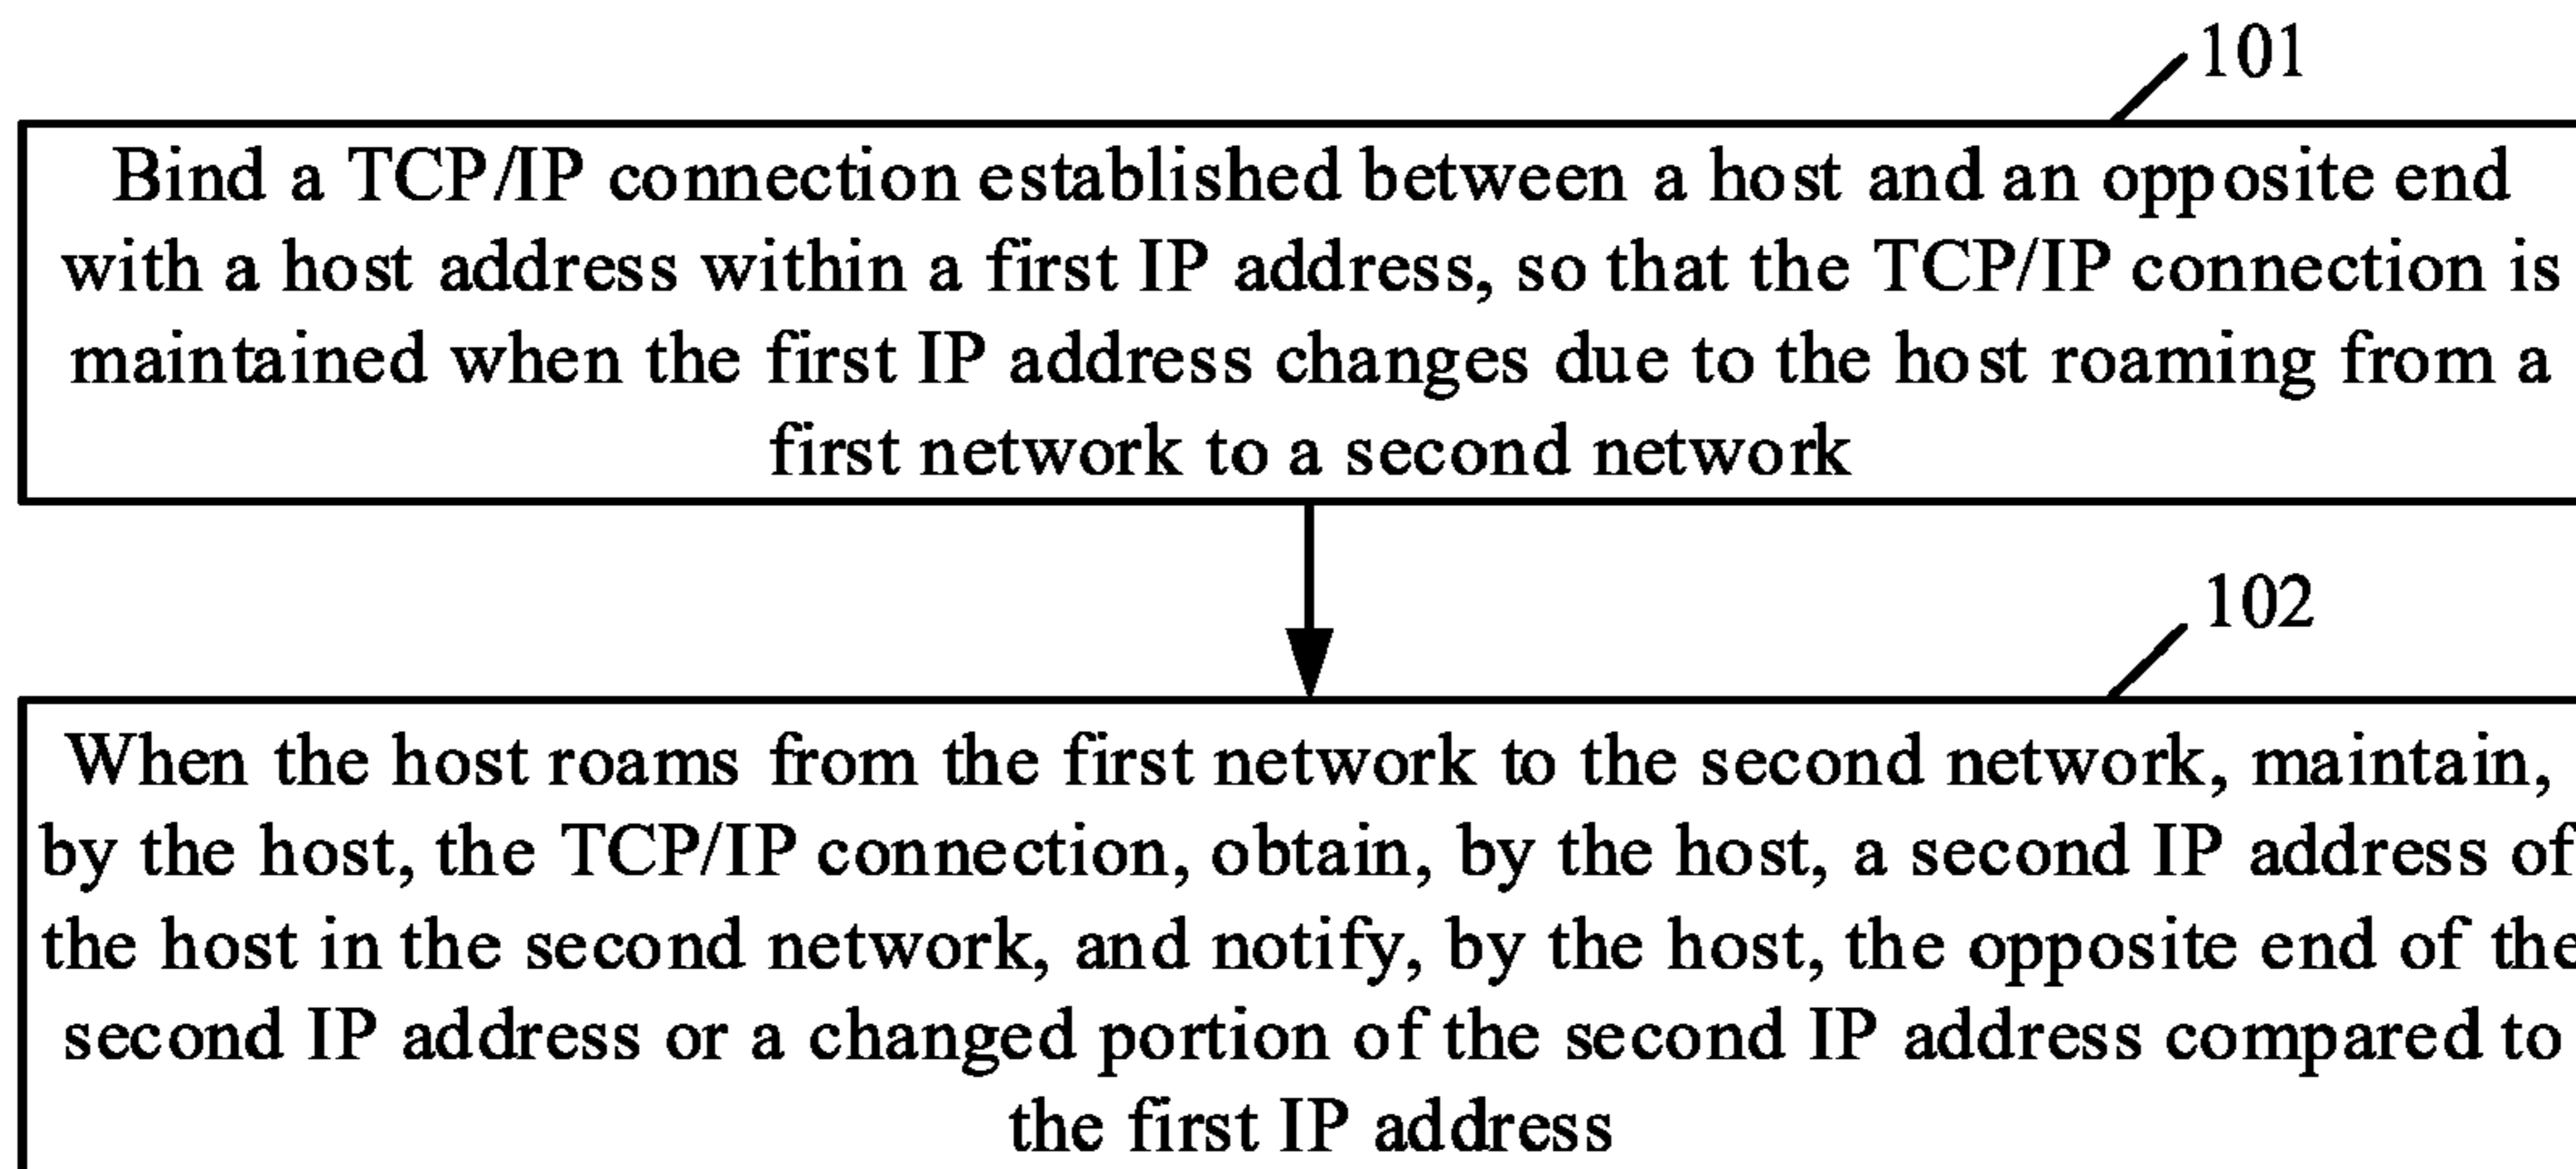 101
Bind a TCP/IP connection established between a host and an opposite end
with a host address within a first IP address, so that the TCP/IP connection is
maintained when the first IP address changes due to the host roaming from a
first network to a second network
102
When the host roams from the first network to the second network, maintain,
by the host, the TCP/IP connection, obtain, by the host, a second IP address of
the host in the second network, and notify, by the host, the opposite end of the
second IP address or a changed portion of the second IP address compared to
the first IP address